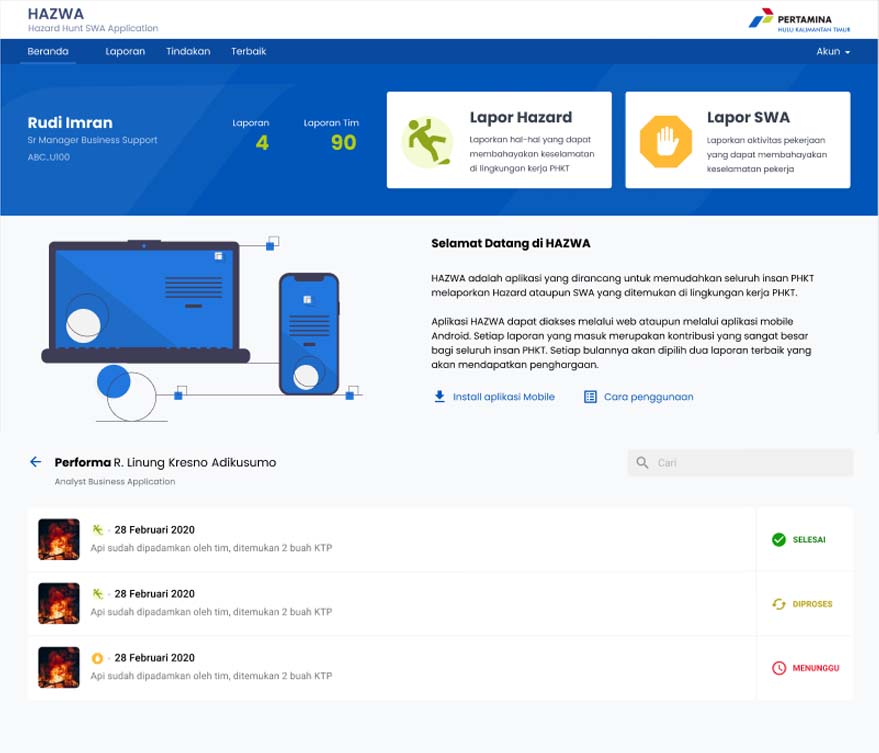 HAZWA
Hazard Hunt SWA Application
PERTAMINA
HULU KALIMANTAN TIMUR
Beranda
Laporan
Tindakan
Terbaik
Akun
Rudi Imran
Sr Manager Business Support
ABC_U100
Laporan
4
Laporan Tim
90
Lapor Hazard
Laporkan hal-hal yang dapat
membahayakan keselamatan
di lingkungan kerja PHKT
Lapor SWA
Laporkan aktivitas pekerjaan
yang dapat membahayakan
keselamatan pekerja
Selamat Datang di HAZWA
HAZWA adalah aplikasi yang dirancang untuk memudahkan seluruh insan PHKT
melaporkan Hazard ataupun SWA yang ditemukan di lingkungan kerja PHKT.
Aplikasi HAZWA dapat diakses melalui web ataupun melalui aplikasi mobile
Android. Setiap laporan yang masuk merupakan kontribusi yang sangat besar
bagi seluruh insan PHKT. Setiap bulannya akan dipilih dua laporan terbaik yang
akan mendapatkan penghargaan.
Install aplikasi Mobile
Cara penggunaan
Performa R. Linung Kresno Adikusumo
Analyst Business Application
Cari
28 Februari 2020
Api sudah dipadamkan oleh tim, ditemukan 2 buah KTP
SELESAI
28 Februari 2020
Api sudah dipadamkan oleh tim, ditemukan 2 buah KTP
DIPROSES
28 Februari 2020
Api sudah dipadamkan oleh tim, ditemukan 2 buah KTP
MENUNGGU